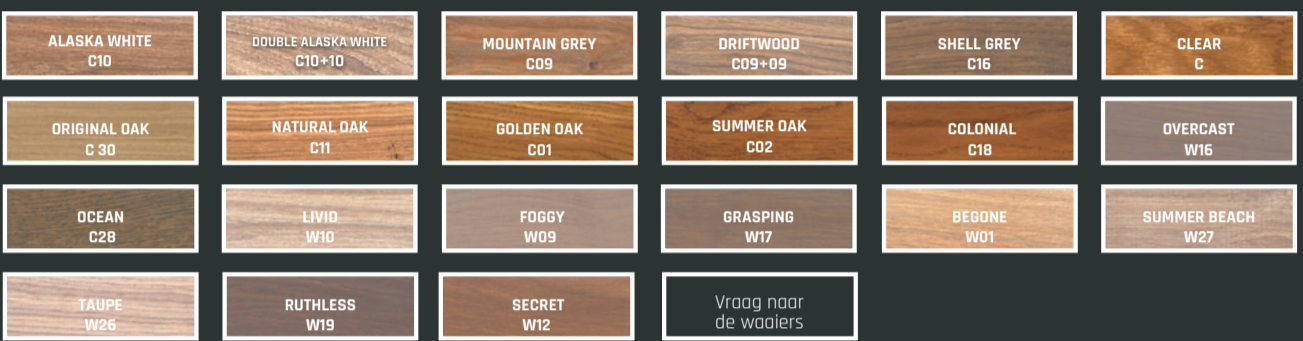 ALASKA WHITE
C10
DOUBLE ALASKA WHITE
C10+10
MOUNTAIN GREY
C09
DRIFTWOOD
C09+09
SHELL GREY
C16
CLEAR
C
ORIGINAL OAK
C 30
NATURAL OAK
C11
GOLDEN OAK
C01
SUMMER OAK
C02
COLONIAL
C18
OVERCAST
W16
OCEAN
C28
LIVID
W10
FOGGY
W09
GRASPING
W17
BEGONE
W01
SUMMER BEACH
W27
TAUPE
W26
RUTHLESS
W19
SECRET
W12
Vraag naar
de waaiers